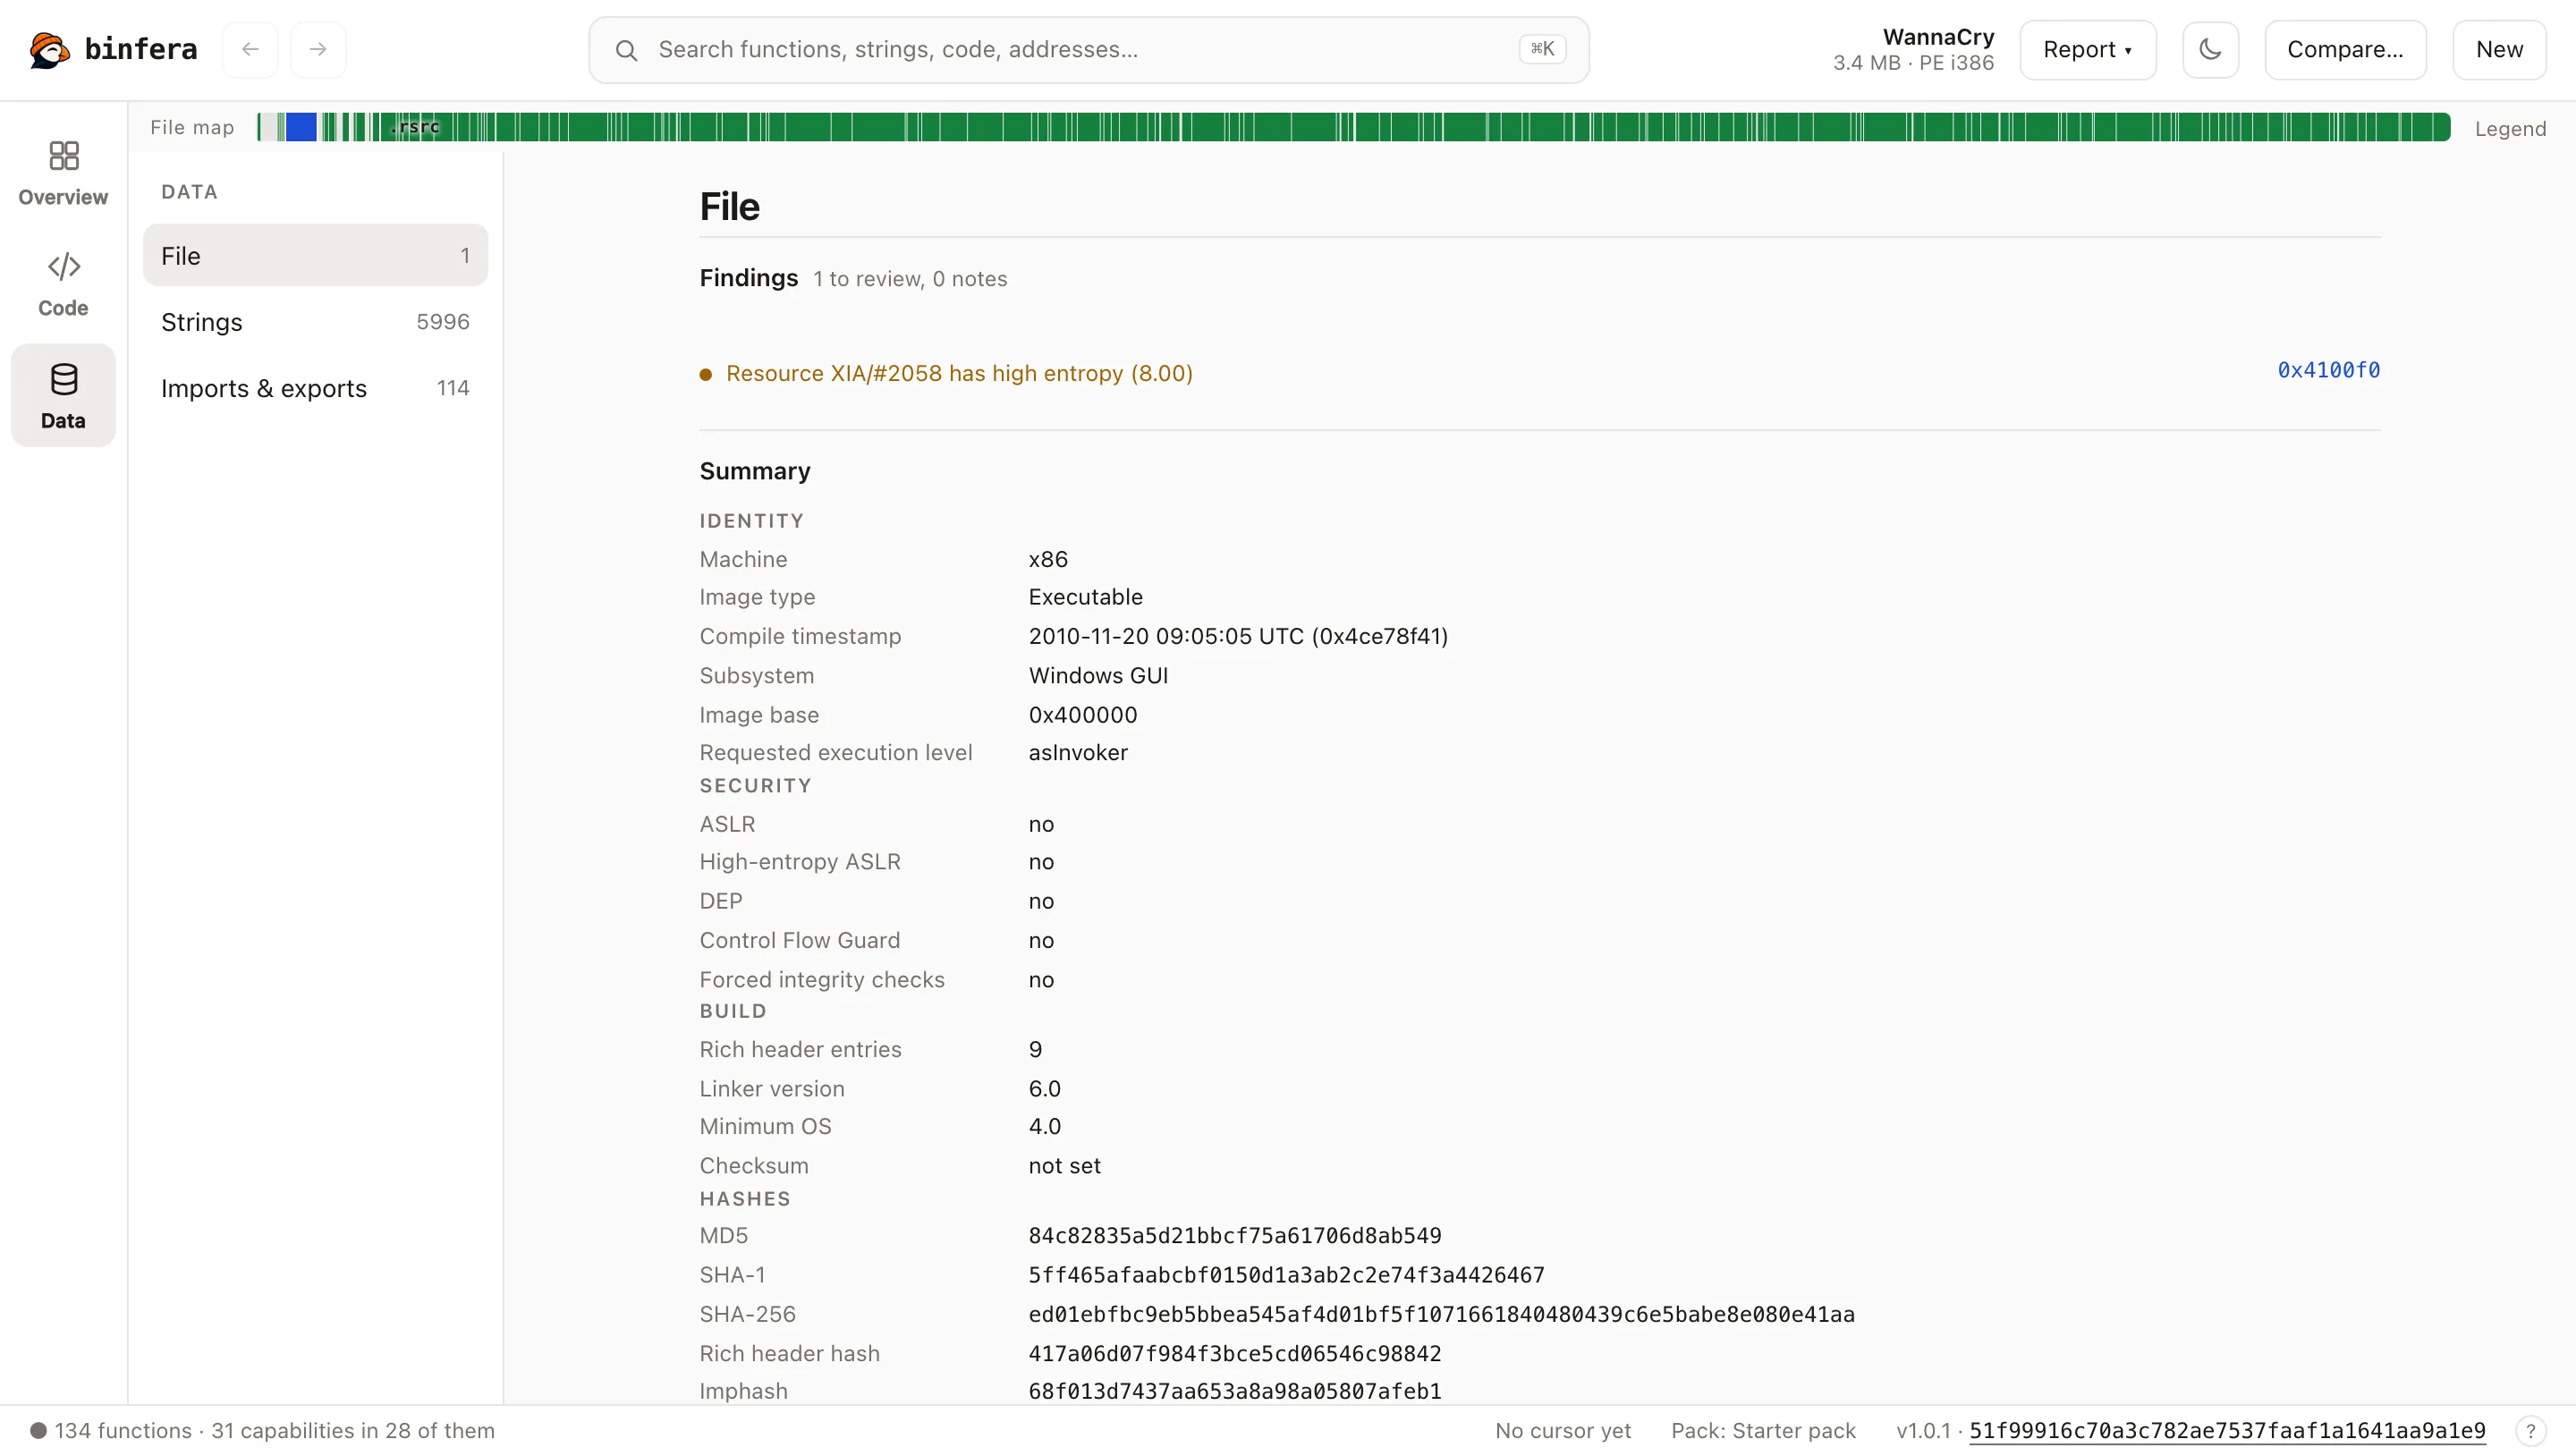 binfera
Search functions, strings, code, addresses...
⌘K
WannaCry
3.4 MB · PE i386
Report ▾
Compare...
New
File map
.rsrc
Legend
Overview
Code
Data
DATA
File 1
Strings 5996
Imports & exports 114
File
Findings 1 to review, 0 notes
Resource XIA/#2058 has high entropy (8.00) 0x4100f0
Summary
IDENTITY
Machine x86
Image type Executable
Compile timestamp 2010-11-20 09:05:05 UTC (0x4ce78f41)
Subsystem Windows GUI
Image base 0x400000
Requested execution level asInvoker
SECURITY
ASLR no
High-entropy ASLR no
DEP no
Control Flow Guard no
Forced integrity checks no
BUILD
Rich header entries 9
Linker version 6.0
Minimum OS 4.0
Checksum not set
HASHES
MD5 84c82835a5d21bbcf75a61706d8ab549
SHA-1 5ff465afaabcbf0150d1a3ab2c2e74f3a4426467
SHA-256 ed01ebfbc9eb5bbea545af4d01bf5f1071661840480439c6e5babe8e080e41aa
Rich header hash 417a06d07f984f3bce5cd06546c98842
Imphash 68f013d7437aa653a8a98a05807afeb1
134 functions · 31 capabilities in 28 of them
No cursor yet
Pack: Starter pack
v1.0.1 · 51f99916c70a3c782ae7537faaf1a1641aa9a1e9
?